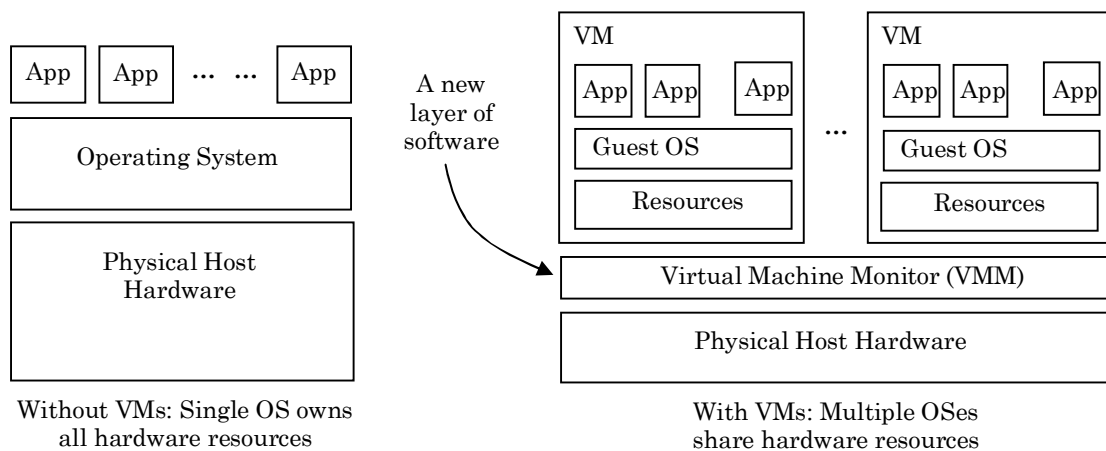 App App ... ... App
Operating System
Physical Host
Hardware
Without VMs: Single OS owns
all hardware resources
A new
layer of
software
VM
App App App
Guest OS
Resources
...
VM
App App App
Guest OS
Resources
Virtual Machine Monitor (VMM)
Physical Host Hardware
With VMs: Multiple OSes
share hardware resources